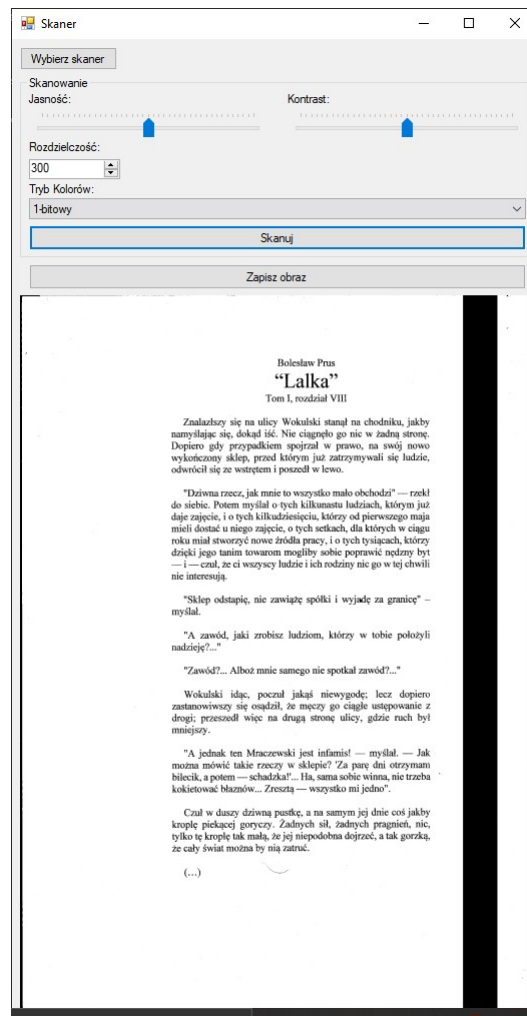 Skaner
Wybierz skaner
Skanowanie
Jasność:
Kontrast:
Rozdzielczość:
300
Tryb Kolorów:
1-bitowy
Skanuj
Zapisz obraz
Bolesław Prus
“Lalka”
Tom I, rozdział VIII
Znalazłszy się na ulicy Wokulski stanął na chodniku, jakby
namyślając się, dokąd iść. Nie ciągnęło go nic w żadną stronę.
Dopiero gdy przypadkiem spojrzał w prawo, na swój nowo
wykończony sklep, przed którym już zatrzymywali się ludzie,
odwrócił się ze wstrętem i poszedł w lewo.
"Dziwna rzecz, jak mnie to wszystko mało obchodzi" — rzekł
do siebie. Potem myślał o tych kilkunastu ludziach, którym już
daje zajęcie, i o tych kilkudziesięciu, którzy od pierwszego maja
mieli dostać u niego zajęcie, o tych setkach, dla których w ciągu
roku miał stworzyć nowe źródła pracy, i o tych tysiącach, którzy
dzięki jego tanim towarom mogliby sobie poprawić nędzny byt
— i — czuł, że ci wszyscy ludzie i ich rodziny nic go w tej chwili
nie interesują.
"Sklep odstąpię, nie zawiążę spółki i wyjadę za granicę" –
myślał.
"A zawód, jaki zrobisz ludziom, którzy w tobie położyli
nadzieję?..."
"Zawód?... Alboż mnie samego nie spotkał zawód?..."
Wokulski idąc, poczuł jakąś niewygodę; lecz dopiero
zastanowiwszy się osądził, że męczy go ciągłe ustępowanie z
drogi; przeszedł więc na drugą stronę ulicy, gdzie ruch był
mniejszy.
"A jednak ten Mraczewski jest infamis! — myślał. — Jak
można mówić takie rzeczy w sklepie? 'Za parę dni otrzymam
bilecik, a potem — schadzka!'... Ha, sama sobie winna, nie trzeba
kokietować błaznów... Zresztą — wszystko mi jedno".
Czuł w duszy dziwną pustkę, a na samym jej dnie coś jakby
kroplę piekącej goryczy. Żadnych sił, żadnych pragnień, nic,
tylko tę kroplę tak małą, że jej niepodobna dojrzeć, a tak gorzką,
że cały świat można by nią zatruć.
(...)